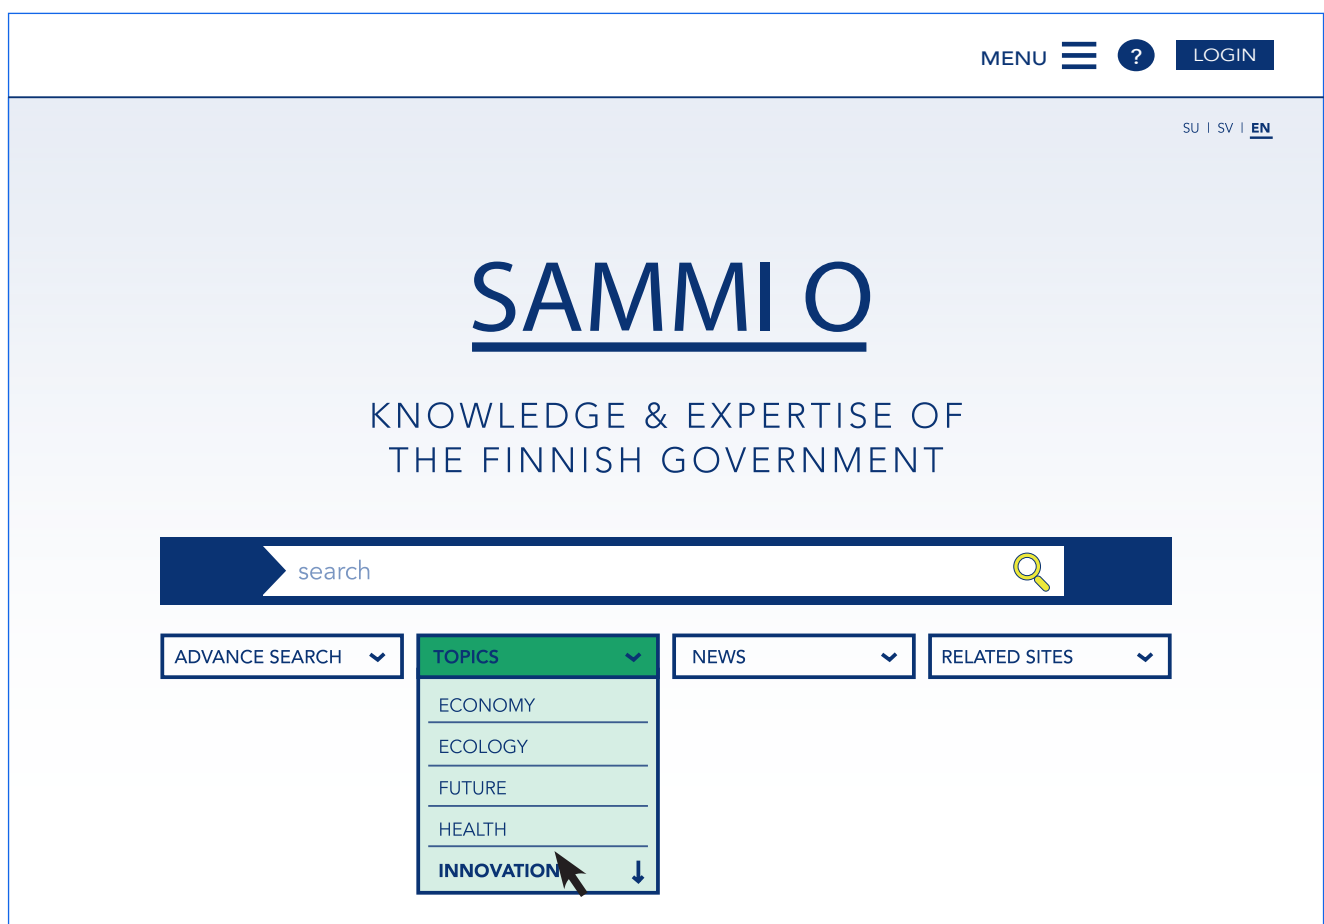 MENU ? LOGIN
SU | SV | EN
SAMMI O
KNOWLEDGE & EXPERTISE OF
THE FINNISH GOVERNMENT
search
ADVANCE SEARCH TOPICS NEWS RELATED SITES
ECONOMY
ECOLOGY
FUTURE
HEALTH
INNOVATION